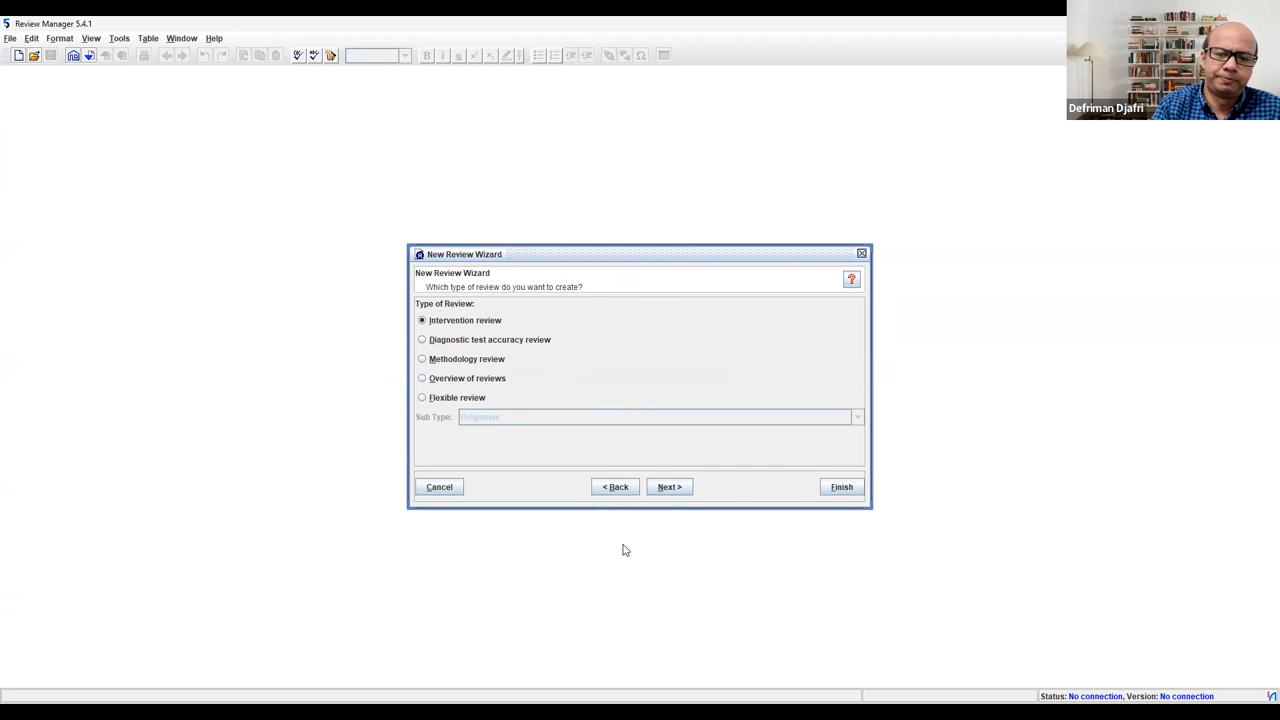 Review Manager 5.4.1
File Edit Format View Tools Table Window Help
Defriman Djafri
New Review Wizard
New Review Wizard
Which type of review do you want to create?
Type of Review:
Intervention review
Diagnostic test accuracy review
Methodology review
Overview of reviews
Flexible review
Sub Type: Prognosis
Cancel < Back Next > Finish
Status: No connection, Version: No connection